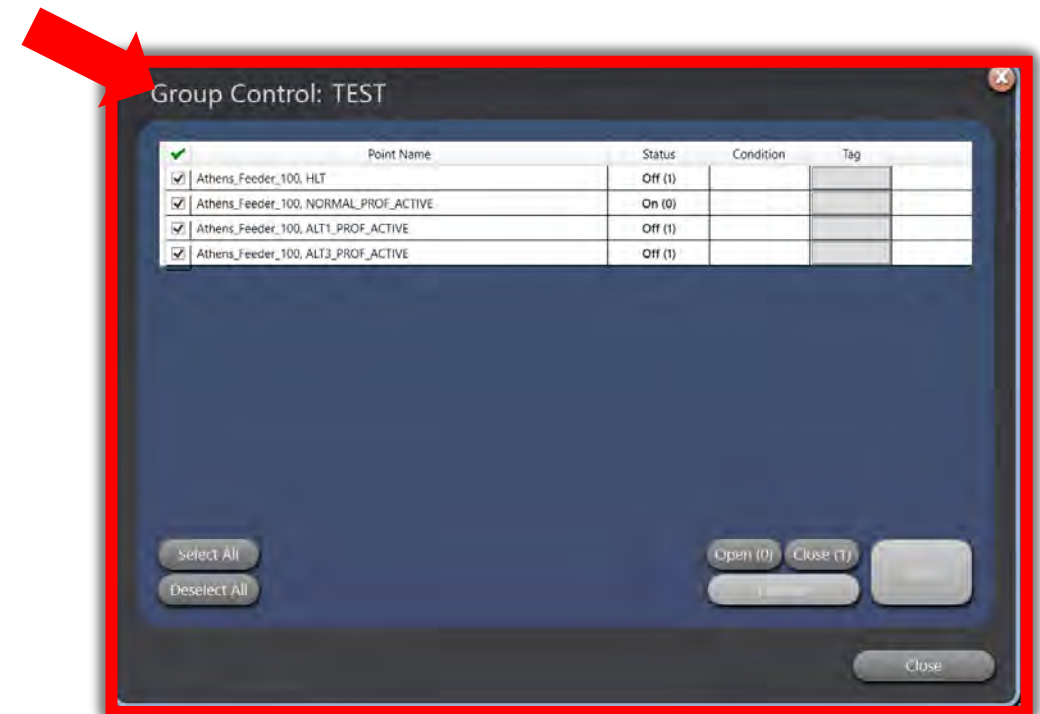 Group Control: TEST
Point Name Status Condition Tag
Athens_Feeder_100, HLT Off (1)
Athens_Feeder_100, NORMAL_PROF_ACTIVE On (0)
Athens_Feeder_100, ALT1_PROF_ACTIVE Off (1)
Athens_Feeder_100, ALT3_PROF_ACTIVE Off (1)
Select All Open (0) Close (1)
Deselect All
Close